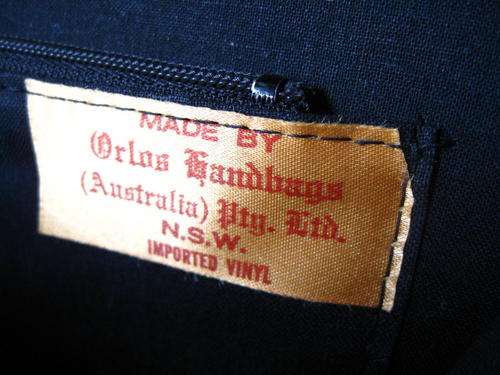 MADE BY
Orlos Handbags
(Australia) Pty. Ltd.
N.S.W.
IMPORTED VINYL